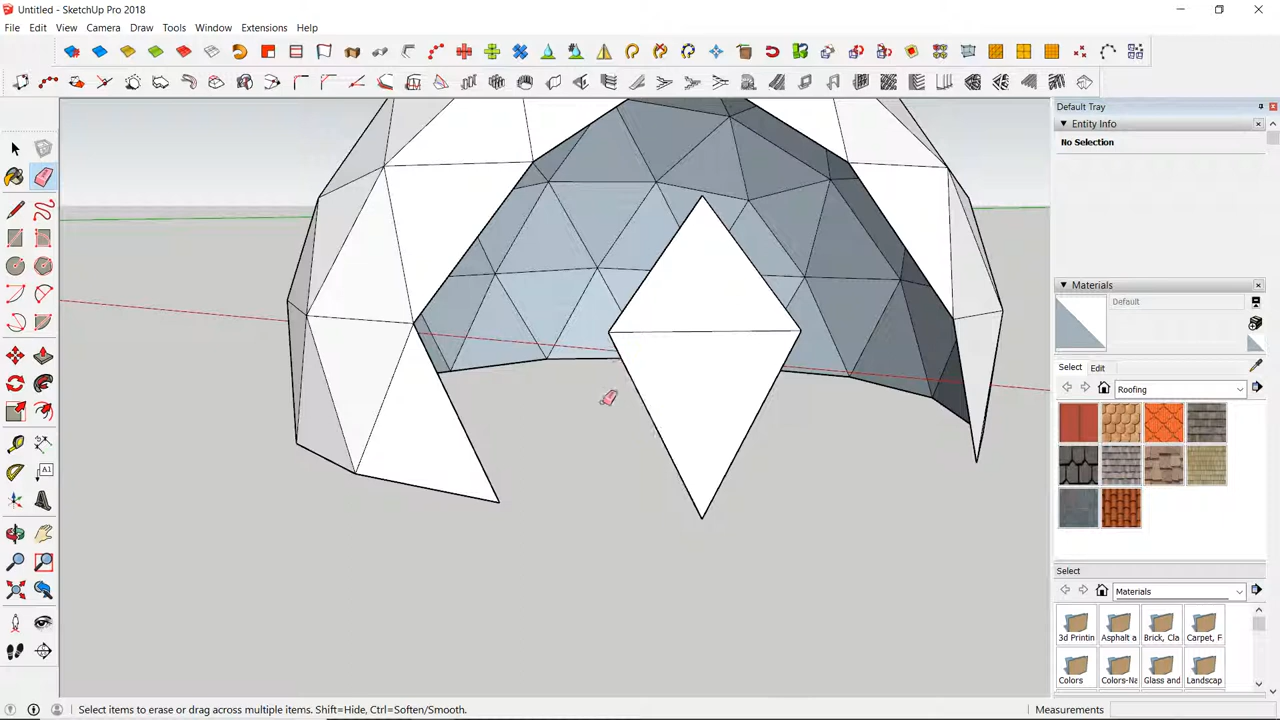 Untitled - SketchUp Pro 2018
File Edit View Camera Draw Tools Window Extensions Help
Default Tray
Entity Info
No Selection
A1
Materials
Default
Select Edit
Roofing
Select
Materials
3d Printin Asphalt a Brick, Cla Carpet, F
Colors Colors-Na Glass and Landscap
Select items to erase or drag across multiple items. Shift=Hide, Ctrl=Soften/Smooth.
Measurements